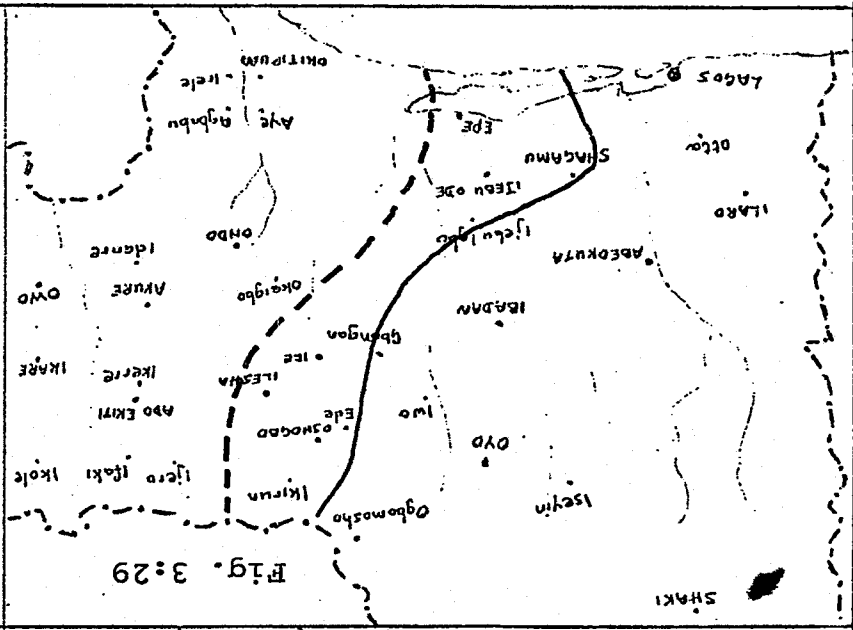 SHAKI
Fig. 3:29
Iseyin
Ogbomosho
Ikirun
Ijero
Ifaki
Ikole
OYO
OSHOGBO
Ede
Iwo
ADO EKITI
ILESHA
Ikerre
IKARE
IFE
Gbongan
IBADAN
Okeigbo
AKURE
OWO
ABEOKUTA
Idanre
ONDO
Ijebu Igbo
ILARO
IJEBU ODE
SHAGAMU
Otta
EPE
AYE
Agbabu
LAGOS
Irele
OKITIPUPA